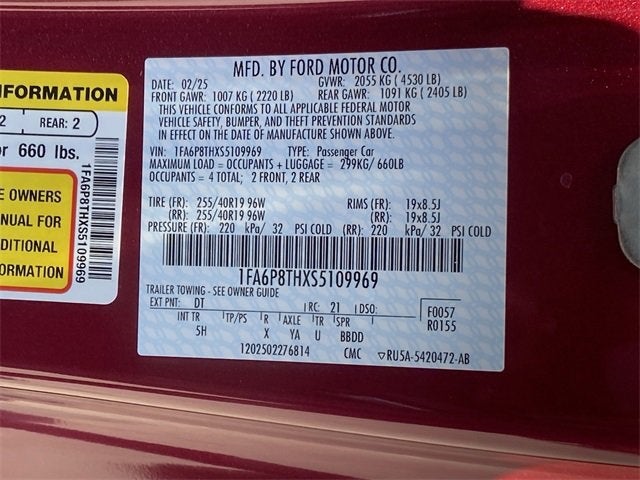 MFD. BY FORD MOTOR CO.
DATE: 02/25 GVWR: 2055 KG ( 4530 LB)
FRONT GAWR: 1007 KG ( 2220 LB) REAR GAWR: 1091 KG ( 2405 LB)
THIS VEHICLE CONFORMS TO ALL APPLICABLE FEDERAL MOTOR
VEHICLE SAFETY, BUMPER, AND THEFT PREVENTION STANDARDS
IN EFFECT ON THE DATE OF MANUFACTURE SHOWN ABOVE.
VIN: 1FA6P8THXS5109969 TYPE: Passenger Car
MAXIMUM LOAD = OCCUPANTS + LUGGAGE = 299KG/ 660LB
OCCUPANTS = 4 TOTAL; 2 FRONT, 2 REAR
TIRE (FR): 255/40R19 96W RIMS (FR): 19x8.5J
(RR): 255/40R19 96W (RR): 19x8.5J
PRESSURE (FR): 220 kPa/ 32 PSI COLD (RR): 220 kPa/ 32 PSI COLD
1FA6P8THXS5109969
TRAILER TOWING - SEE OWNER GUIDE
EXT PNT: DT RC: 21 DSO: F0057
INT TR TP/PS R AXLE TR SPR R0155
5H X YA U BBDD
1202502276814 CMC ▽RU5A-5420472-AB
NFORMATION
2 REAR: 2
or 660 lbs.
E OWNERS
NUAL FOR
DITIONAL
ORMATION
1FA6P8THXS5109969